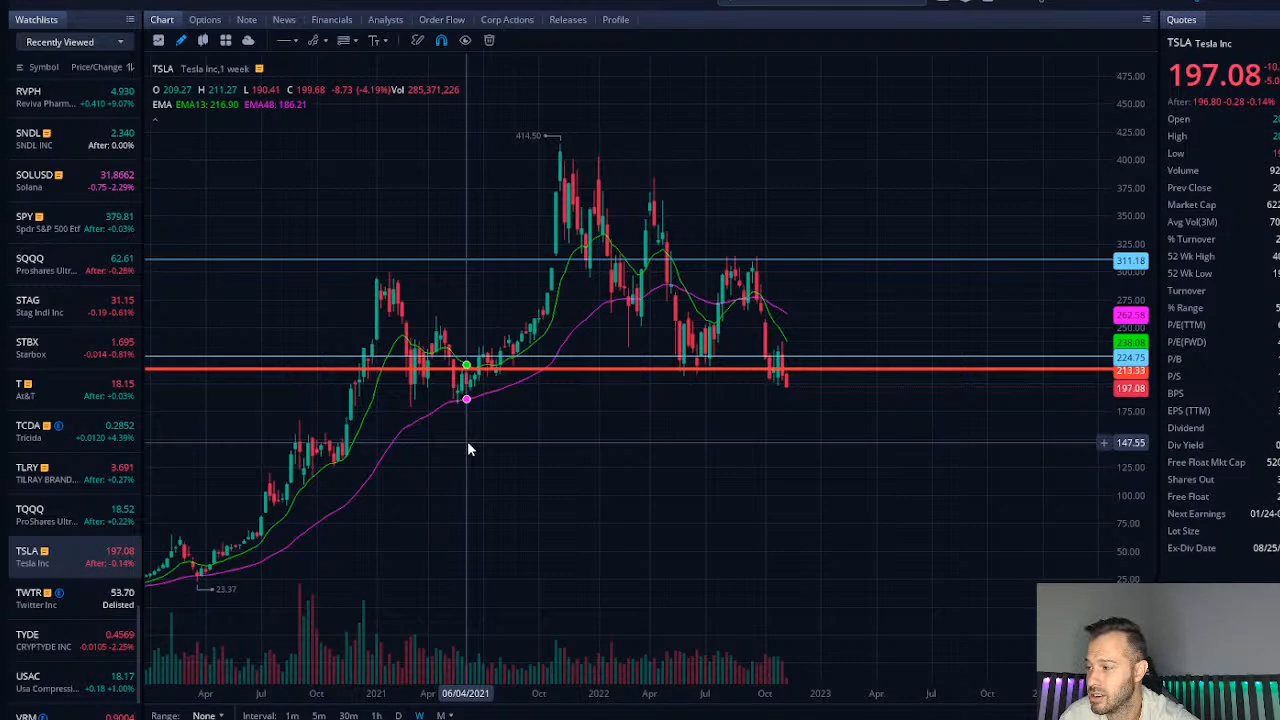 Watchlists
Chart Options Note News Financials Analysts Order Flow Corp Actions Releases Profile
Quotes
Recently Viewed
TSLA Tesla Inc
Symbol Price/Change
197.08
After: 196.80 -0.28 -0.14%
TSLA Tesla Inc,1 week
O 209.27 H 211.27 L 190.41 C 199.68 -8.73 (-4.19%) Vol 285,371,226
EMA EMA13: 216.90 EMA48: 186.21
RVPH 4.930
Reviva Pharm... +0.410 +9.07%
SNDL 2.340
SNDL INC After: 0.00%
SOLUSD 31.8662
Solana -0.75 -2.29%
SPY 379.81
Spdr S&P 500 Etf After: +0.03%
SQQQ 62.61
Proshares Ultr... After: -0.28%
STAG 31.15
Stag Indl Inc -0.19 -0.61%
STBX 1.695
Starbox -0.014 -0.81%
T 18.15
At&T After: +0.03%
TCDA 0.2852
Tricida +0.0120 +4.39%
TLRY 3.691
TILRAY BRAND... After: +0.27%
TQQQ 18.52
ProShares Ultr... After: +0.22%
TSLA 197.08
Tesla Inc After: -0.14%
TWTR 53.70
Twitter Inc Delisted
TYDE 0.4569
CRYPTYDE INC -0.0105 -2.25%
USAC 18.17
Usa Compressi... +0.18 +1.00%
VRM 0.9004
414.50
23.37
475.00
450.00
425.00
400.00
375.00
350.00
325.00
311.18
300.00
275.00
262.56
250.00
238.08
224.75
213.33
197.08
175.00
147.55
125.00
100.00
75.00
50.00
25.00
Apr Jul Oct 2021 Apr 06/04/2021 Oct 2022 Apr Jul Oct 2023 Apr Jul Oct
Range: None Interval: 1m 5m 30m 1h D W M
Open
High
Low
Volume
Prev Close
Market Cap
Avg Vol(3M)
% Turnover
52 Wk High
52 Wk Low
Turnover
% Range
P/E(TTM)
P/E(FWD)
P/B
P/S
BPS
EPS (TTM)
Dividend
Div Yield
Free Float Mkt Cap
Shares Out
Free Float
Next Earnings
Lot Size
Ex-Div Date